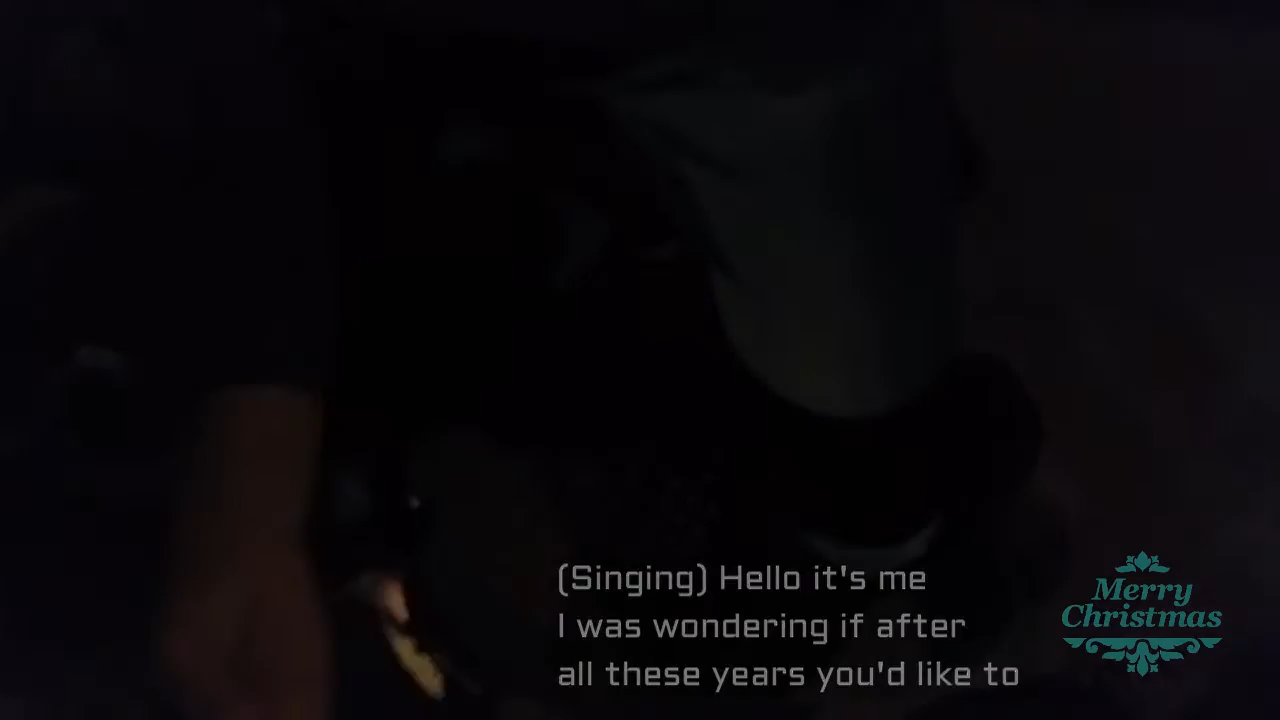 (Singing) Hello it's me
I was wondering if after
all these years you'd like to
Merry
Christmas